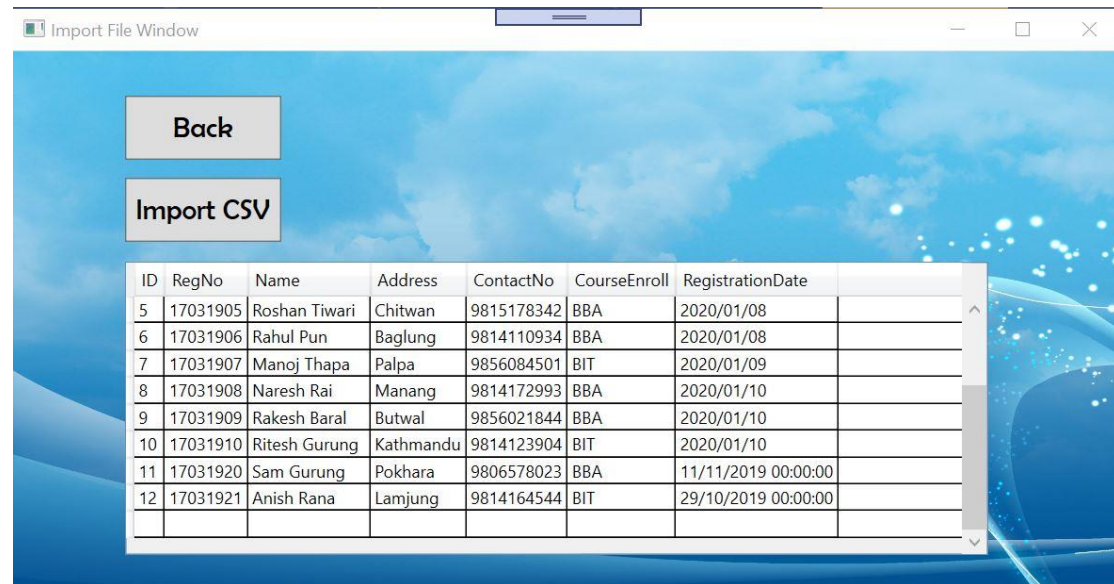 Import File Window
Back
Import CSV
ID RegNo Name Address ContactNo CourseEnroll RegistrationDate
5 17031905 Roshan Tiwari Chitwan 9815178342 BBA 2020/01/08
6 17031906 Rahul Pun Baglung 9814110934 BBA 2020/01/08
7 17031907 Manoj Thapa Palpa 9856084501 BIT 2020/01/09
8 17031908 Naresh Rai Manang 9814172993 BBA 2020/01/10
9 17031909 Rakesh Baral Butwal 9856021844 BBA 2020/01/10
10 17031910 Ritesh Gurung Kathmandu 9814123904 BIT 2020/01/10
11 17031920 Sam Gurung Pokhara 9806578023 BBA 11/11/2019 00:00:00
12 17031921 Anish Rana Lamjung 9814164544 BIT 29/10/2019 00:00:00